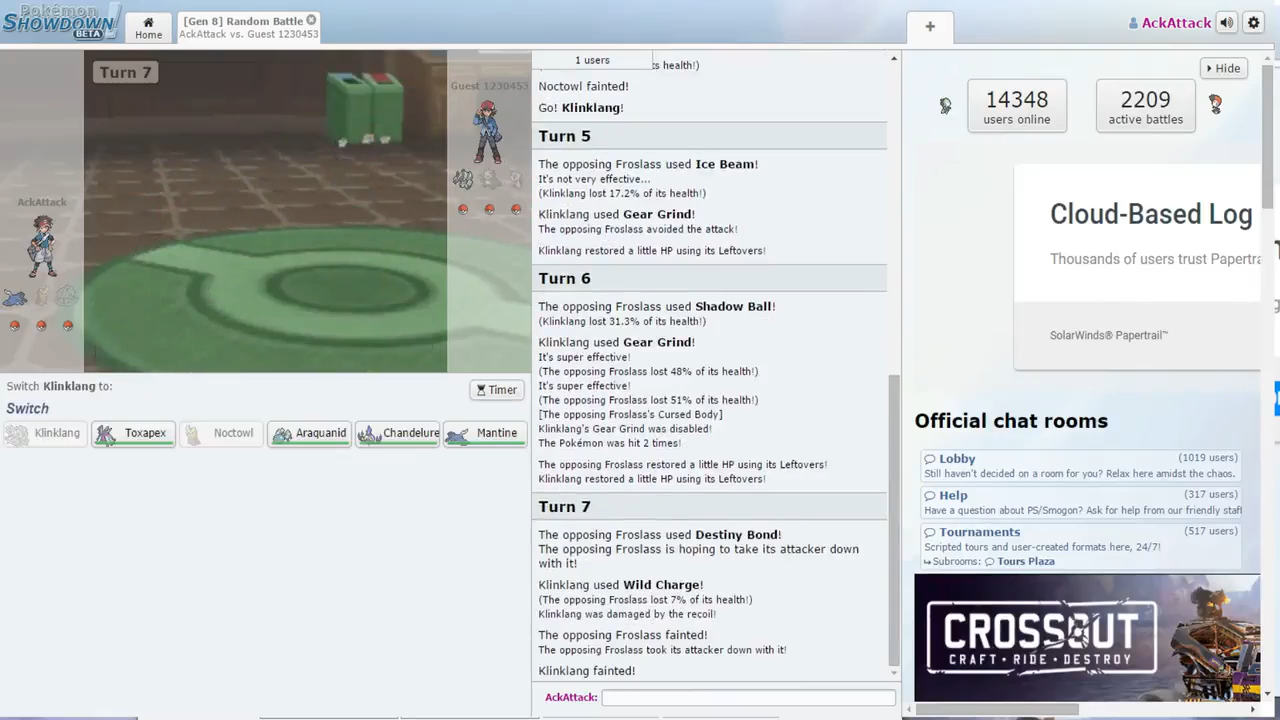 Pokémon
SHOWDOWN
BETA
Home
[Gen 8] Random Battle
AckAttack vs. Guest 1230453
+
AckAttack
Turn 7
Guest 1230453
AckAttack
Switch Klinklang to:
Timer
Switch
Klinklang
Toxapex
Noctowl
Araquanid
Chandelure
Mantine
1 users
ts health!)
Noctowl fainted!
Go! Klinklang!
Turn 5
The opposing Froslass used Ice Beam!
It's not very effective...
(Klinklang lost 17.2% of its health!)
Klinklang used Gear Grind!
The opposing Froslass avoided the attack!
Klinklang restored a little HP using its Leftovers!
Turn 6
The opposing Froslass used Shadow Ball!
(Klinklang lost 31.3% of its health!)
Klinklang used Gear Grind!
It's super effective!
(The opposing Froslass lost 48% of its health!)
It's super effective!
(The opposing Froslass lost 51% of its health!)
[The opposing Froslass's Cursed Body]
Klinklang's Gear Grind was disabled!
The Pokémon was hit 2 times!
The opposing Froslass restored a little HP using its Leftovers!
Klinklang restored a little HP using its Leftovers!
Turn 7
The opposing Froslass used Destiny Bond!
The opposing Froslass is hoping to take its attacker down
with it!
Klinklang used Wild Charge!
(The opposing Froslass lost 7% of its health!)
Klinklang was damaged by the recoil!
The opposing Froslass fainted!
The opposing Froslass took its attacker down with it!
Klinklang fainted!
AckAttack:
Hide
14348
users online
2209
active battles
Cloud-Based Log
Thousands of users trust Papertra
SolarWinds® Papertrail™
Official chat rooms
Lobby
(1019 users)
Still haven't decided on a room for you? Relax here amidst the chaos.
Help
(317 users)
Have a question about PS/Smogon? Ask for help from our friendly staff
Tournaments
(517 users)
Scripted tours and user-created formats here, 24/7!
Subrooms: Tours Plaza
CROSSOUT
CRAFT • RIDE • DESTROY